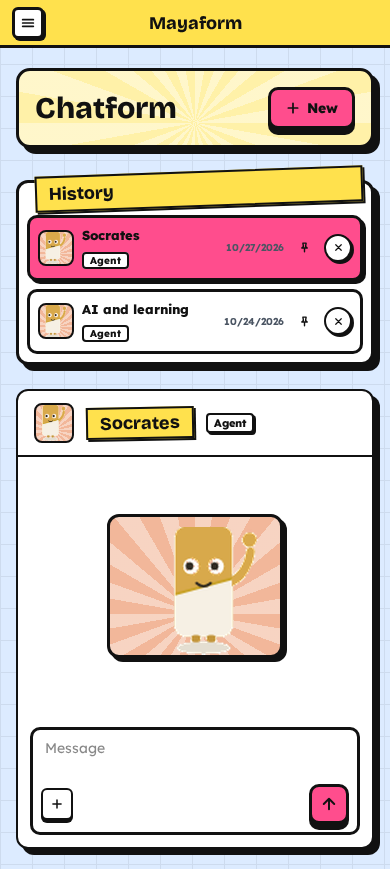 Mayaform
Chatform
New
History
Socrates
Agent
10/27/2026
AI and learning
Agent
10/24/2026
Socrates
Agent
Message